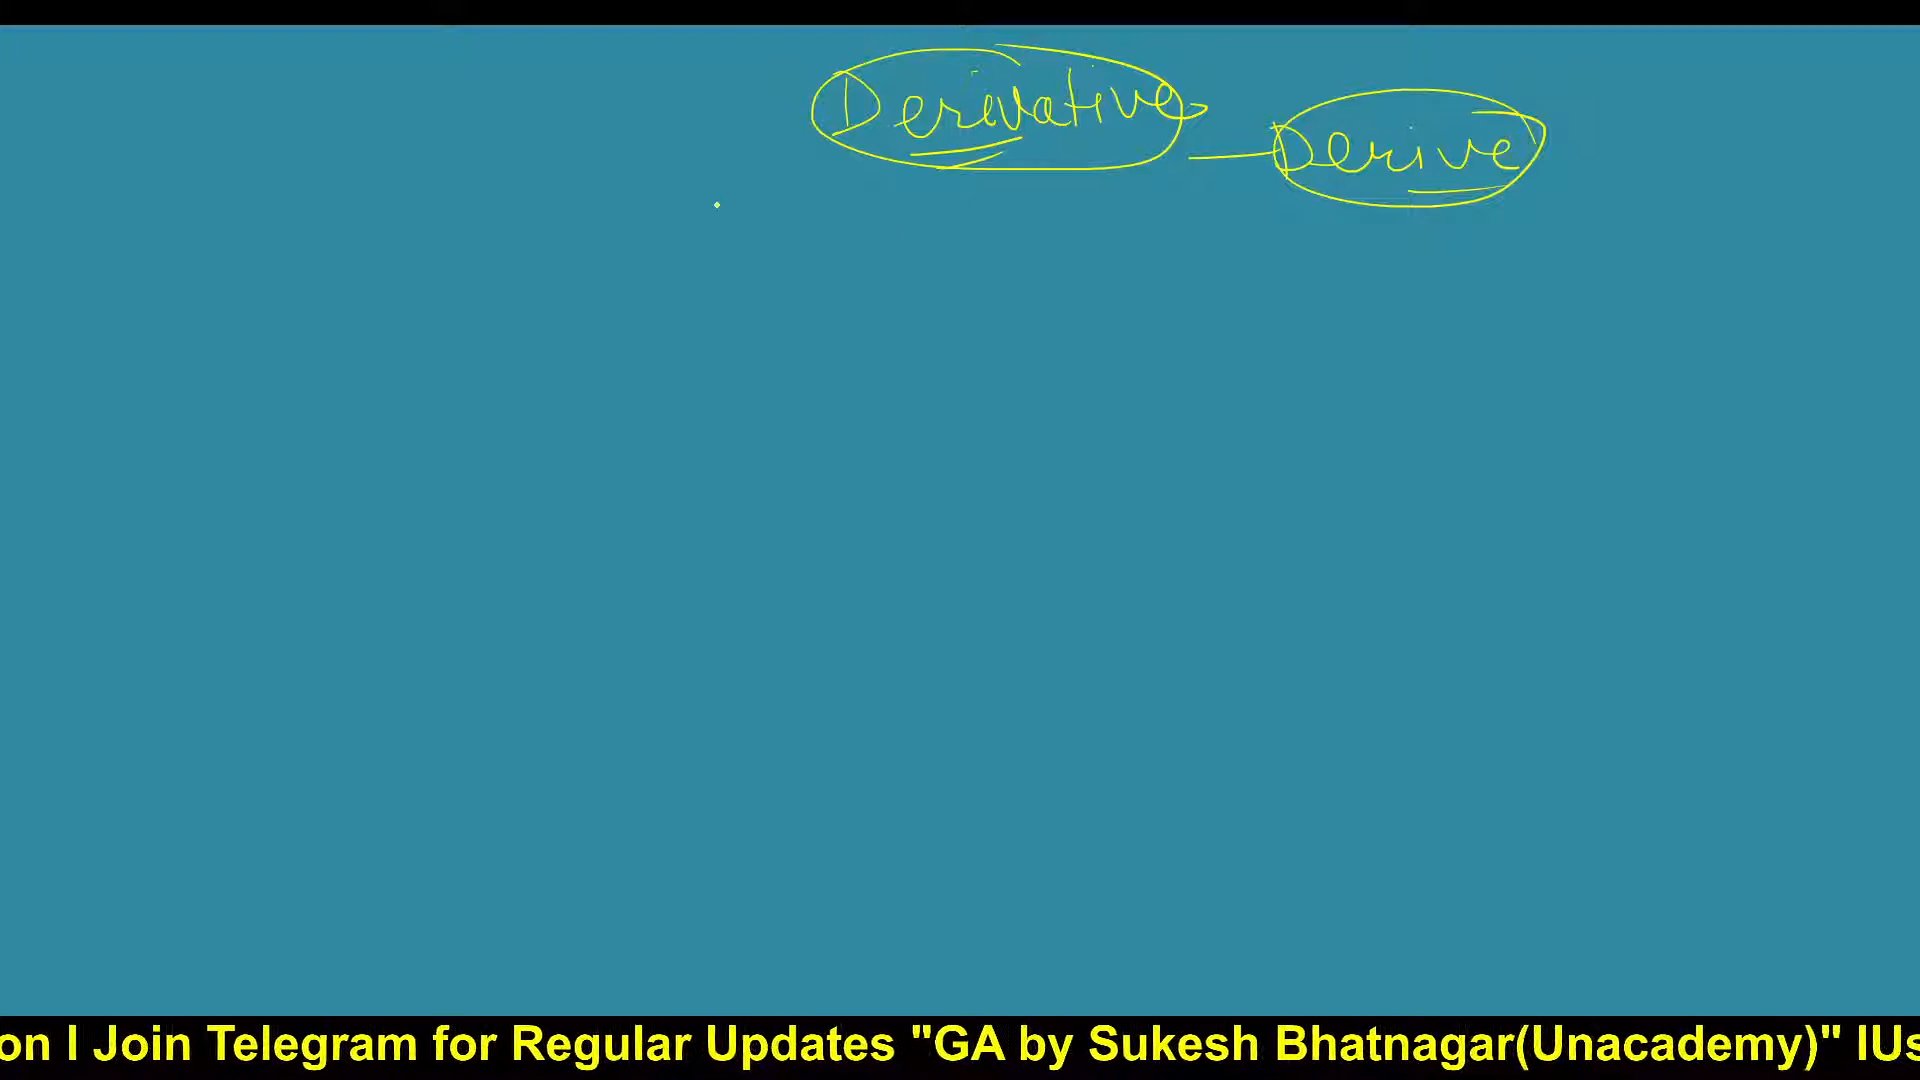 Derivative
Derive
on I Join Telegram for Regular Updates "GA by Sukesh Bhatnagar(Unacademy)" IUs